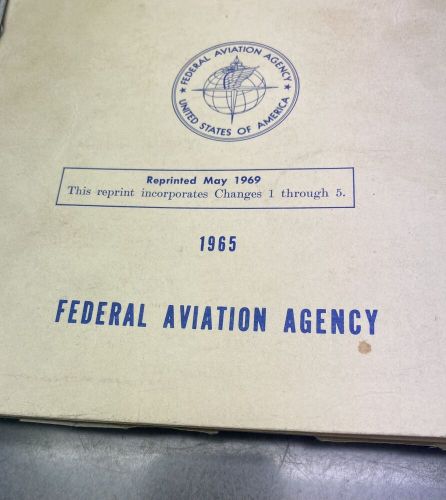 ★ FEDERAL AVIATION AGENCY ★
UNITED STATES OF AMERICA
Reprinted May 1969
This reprint incorporates Changes 1 through 5.
1965
FEDERAL AVIATION AGENCY